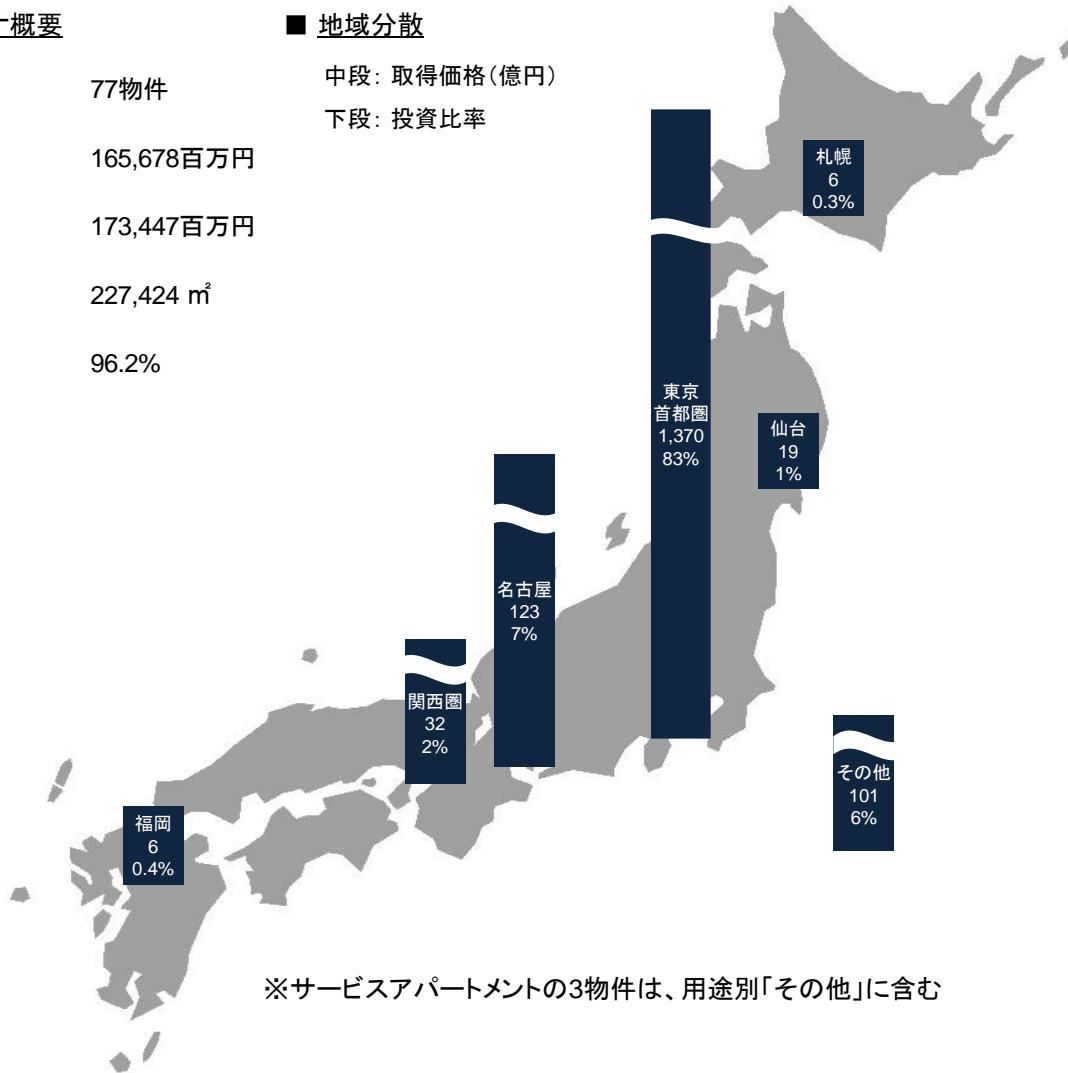 概要
77物件
165,678百万円
173,447百万円
227,424 ㎡
96.2%
■ 地域分散
中段: 取得価格(億円)
下段: 投資比率
札幌
6
0.3%
東京
首都圏
1,370
83%
仙台
19
1%
名古屋
123
7%
関西圏
32
2%
その他
101
6%
福岡
6
0.4%
※サービスアパートメントの3物件は、用途別「その他」に含む